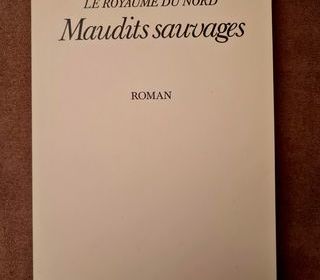 LE ROYAUME DU NORD
Maudits sauvages
ROMAN